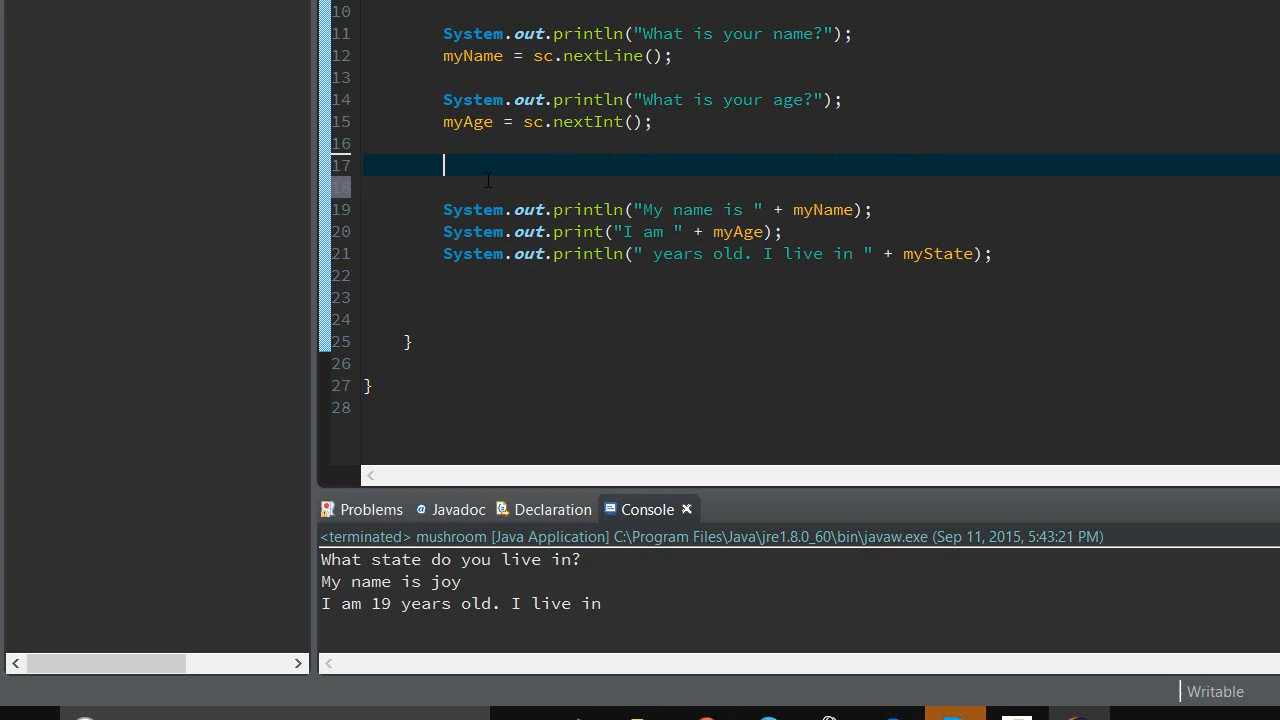 10
11 System.out.println("What is your name?");
12 myName = sc.nextLine();
13
14 System.out.println("What is your age?");
15 myAge = sc.nextInt();
16
17
18
19 System.out.println("My name is " + myName);
20 System.out.print("I am " + myAge);
21 System.out.println(" years old. I live in " + myState);
22
23
24
25 }
26
27 }
28
Problems @ Javadoc Declaration Console
<terminated> mushroom [Java Application] C:\Program Files\Java\jre1.8.0_60\bin\javaw.exe (Sep 11, 2015, 5:43:21 PM)
What state do you live in?
My name is joy
I am 19 years old. I live in
Writable